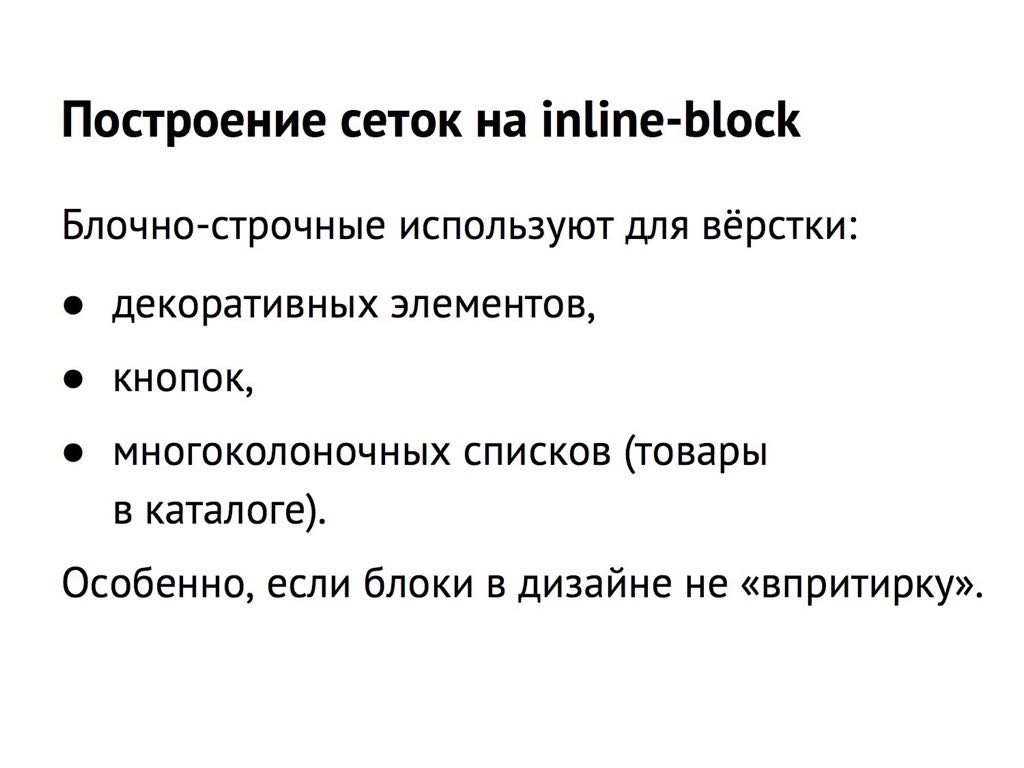 Построение сеток на inline-block
Блочно-строчные используют для вёрстки:
● декоративных элементов,
● кнопок,
● многоколоночных списков (товары
в каталоге).
Особенно, если блоки в дизайне не «впритирку».